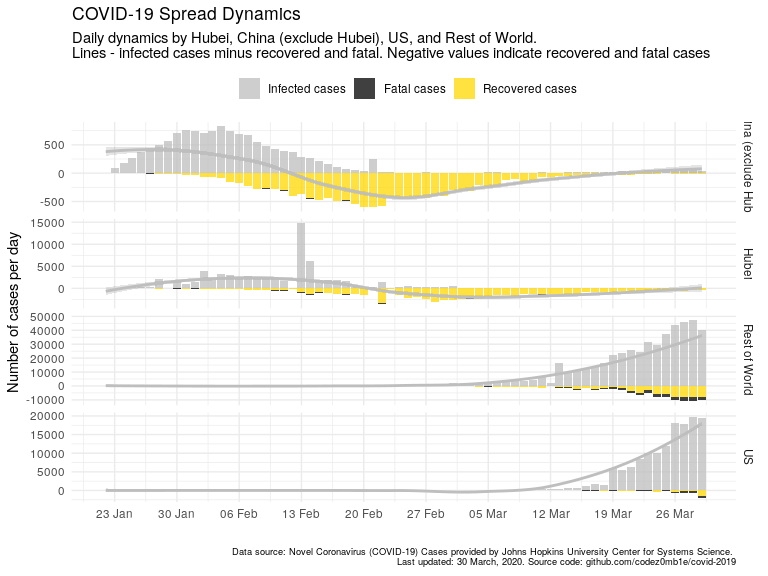 COVID-19 Spread Dynamics
Daily dynamics by Hubei, China (exclude Hubei), US, and Rest of World.
Lines - infected cases minus recovered and fatal. Negative values indicate recovered and fatal cases
Infected cases Fatal cases Recovered cases
Number of cases per day
500
0
-500
ina (exclude Hub
15000
10000
5000
0
Hubei
50000
40000
30000
20000
10000
0
-10000
Rest of World
20000
15000
10000
5000
0
US
23 Jan 30 Jan 06 Feb 13 Feb 20 Feb 27 Feb 05 Mar 12 Mar 19 Mar 26 Mar
Data source: Novel Coronavirus (COVID-19) Cases provided by Johns Hopkins University Center for Systems Science.
Last updated: 30 March, 2020. Source code: github.com/codez0mb1e/covid-2019